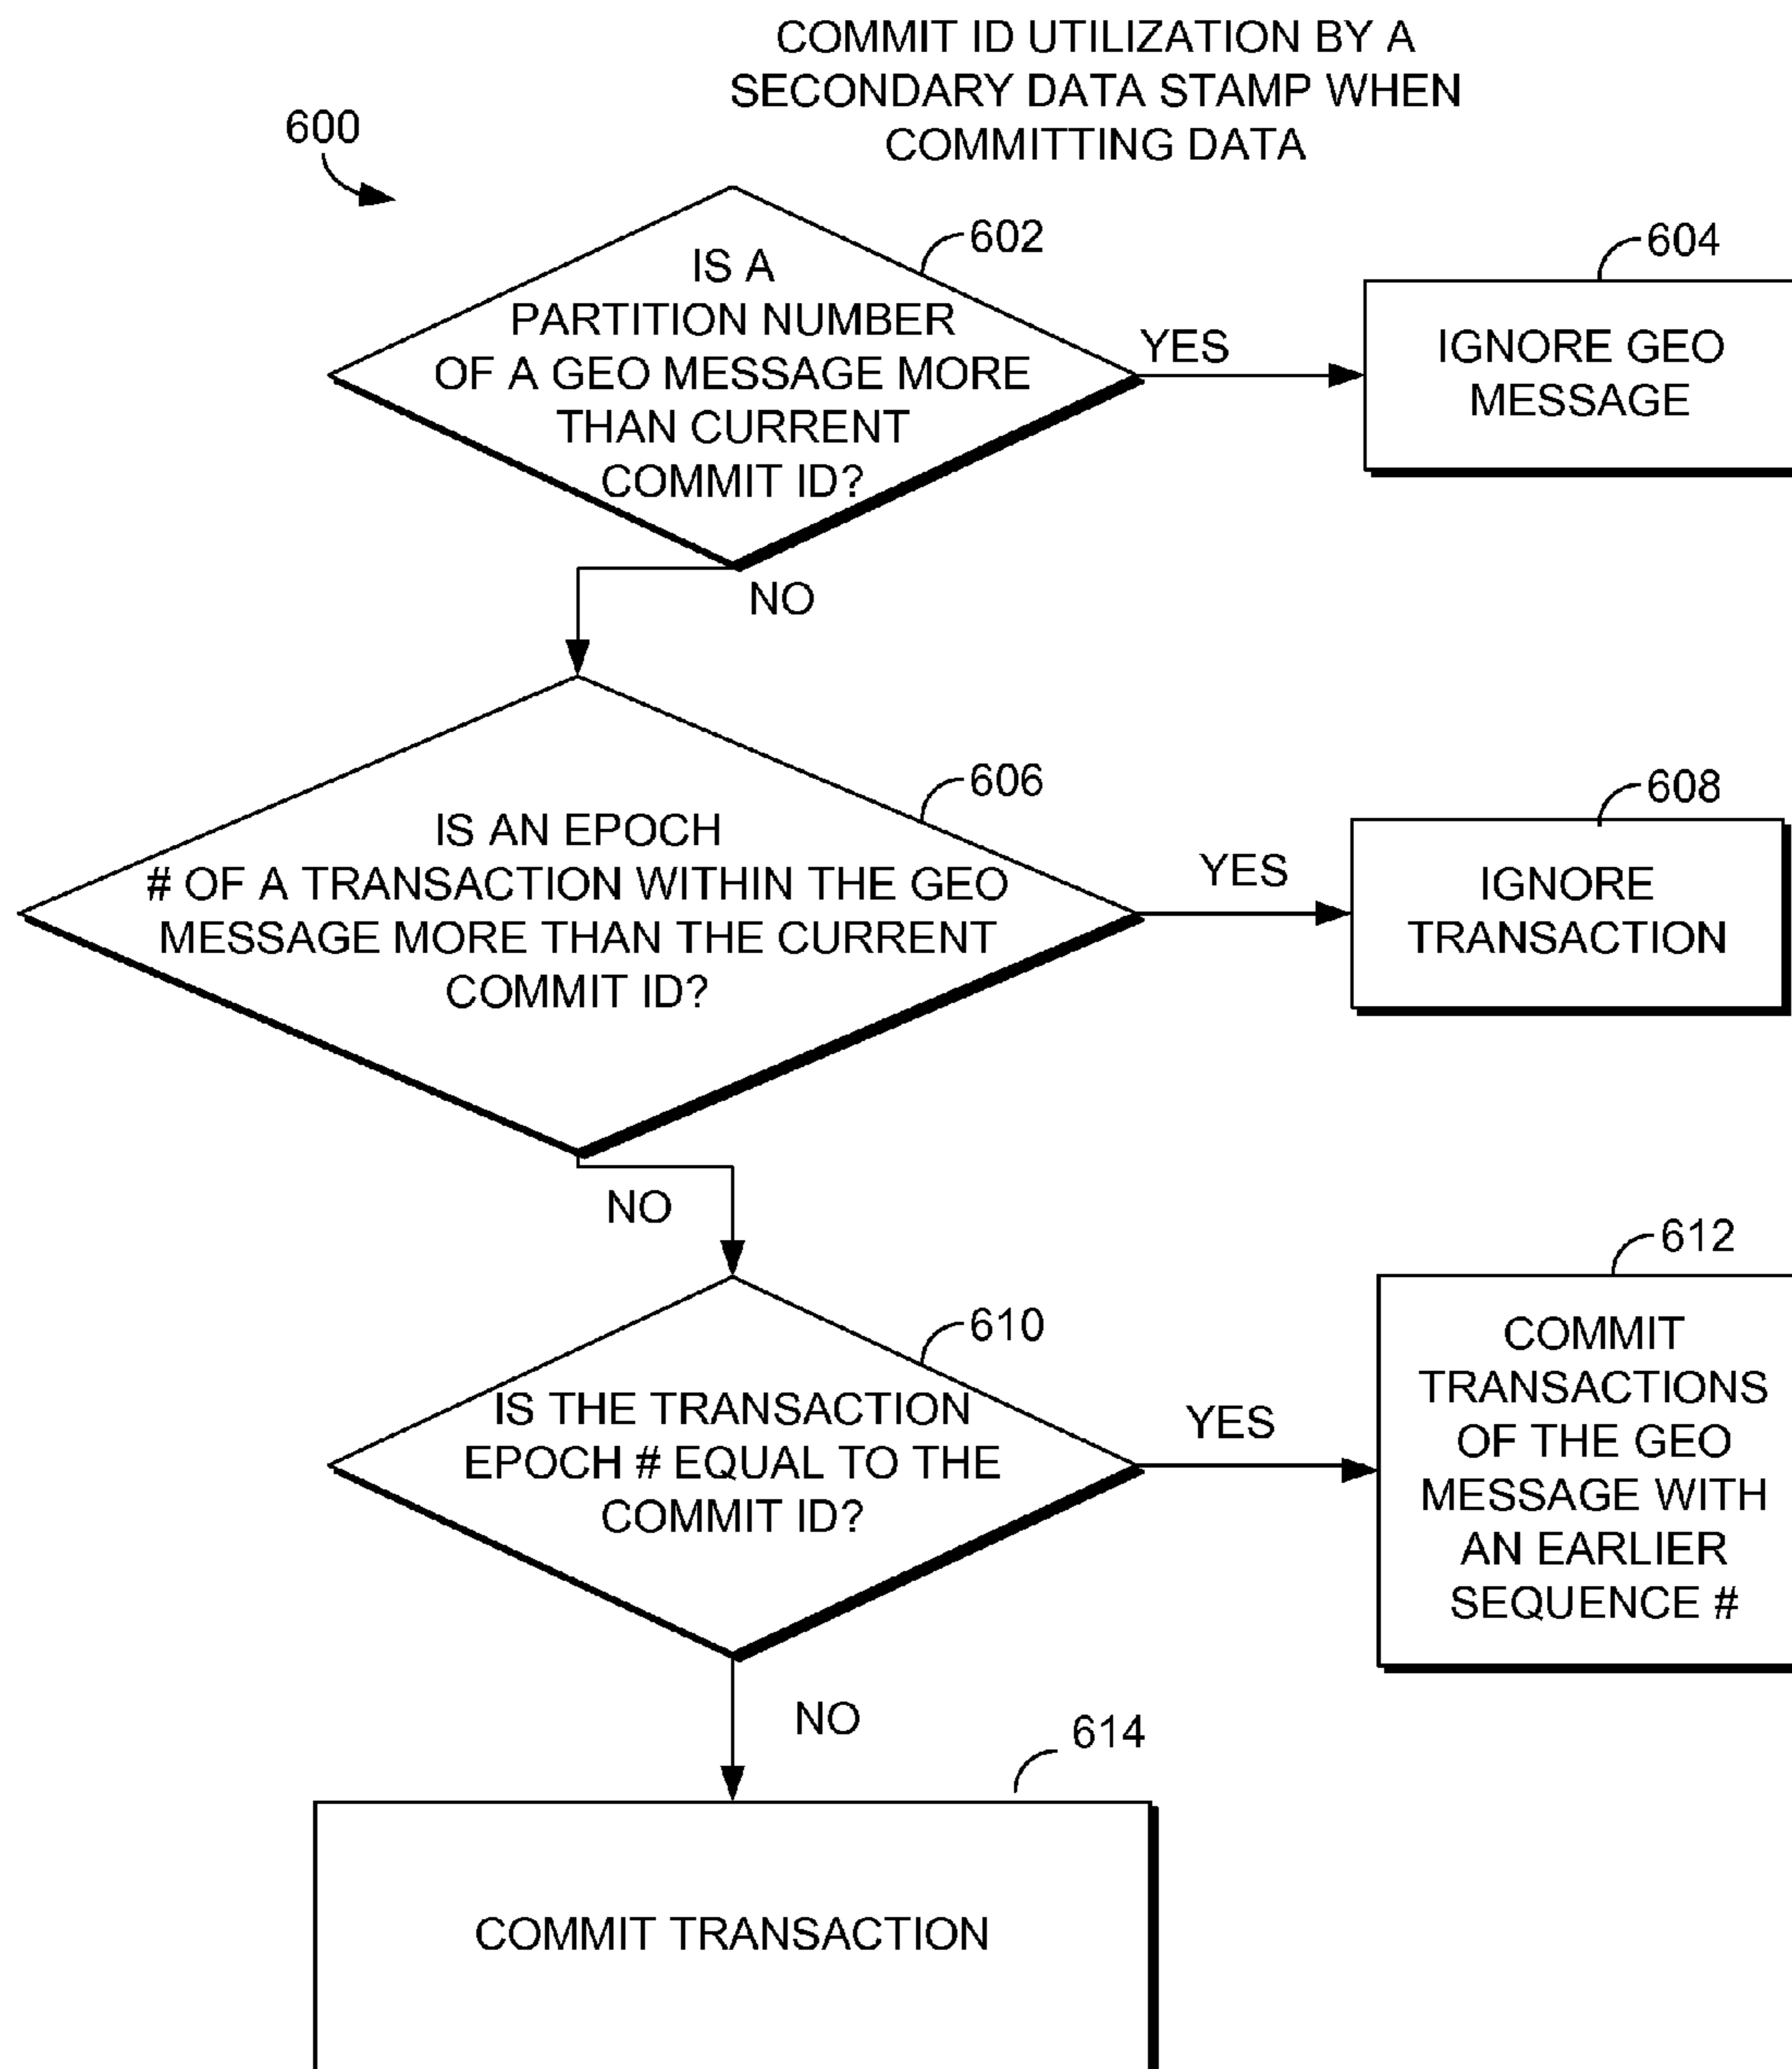 COMMIT ID UTILIZATION BY A
SECONDARY DATA STAMP WHEN
COMMITTING DATA
600
602
IS A
PARTITION NUMBER
OF A GEO MESSAGE MORE
THAN CURRENT
COMMIT ID?
YES
604
IGNORE GEO
MESSAGE
NO
606
IS AN EPOCH
# OF A TRANSACTION WITHIN THE GEO
MESSAGE MORE THAN THE CURRENT
COMMIT ID?
YES
608
IGNORE
TRANSACTION
NO
610
IS THE TRANSACTION
EPOCH # EQUAL TO THE
COMMIT ID?
YES
612
COMMIT
TRANSACTIONS
OF THE GEO
MESSAGE WITH
AN EARLIER
SEQUENCE #
NO
614
COMMIT TRANSACTION